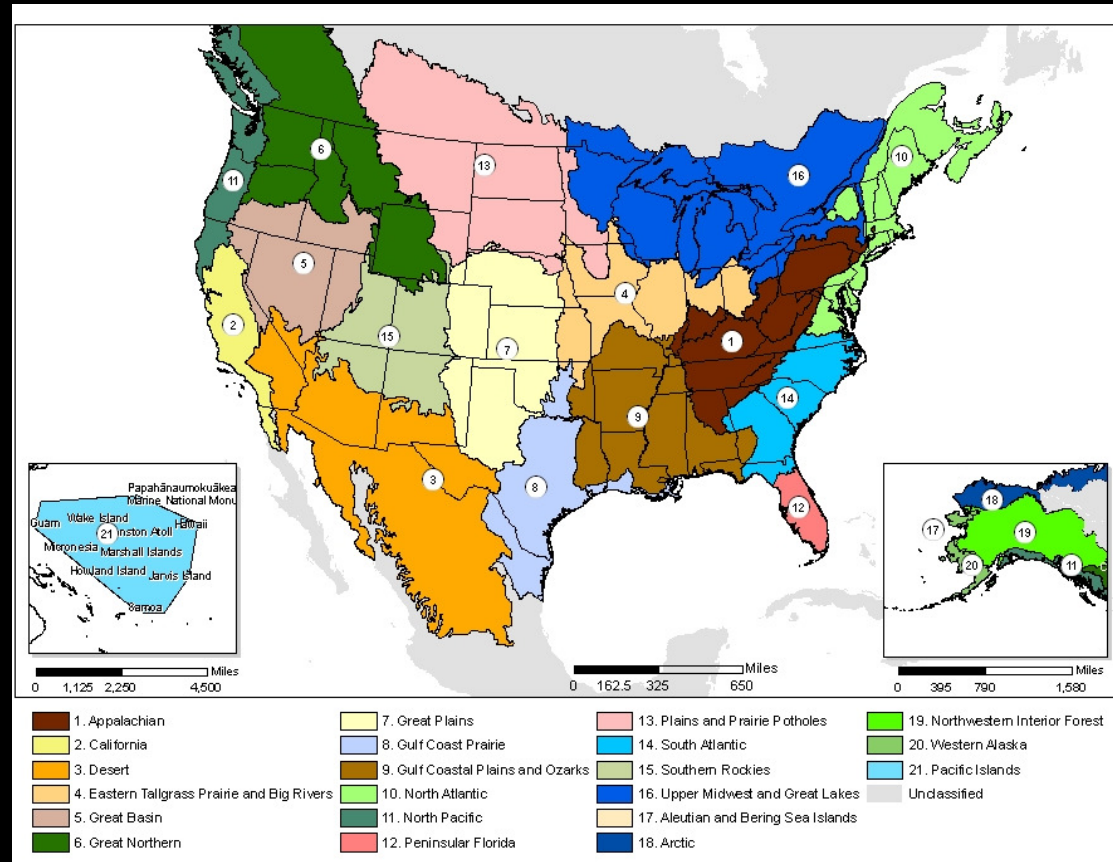 6
13
16
10
11
5
4
2
15
7
1
9
14
3
8
12
Papahānaumokuākea
Marine National Monu
Guam
Wake Island
Hawaii
21
nston Atoll
Micronesia
Marshall Islands
Howland Island
Jarvis Island
Samoa
18
17
19
20
11
Miles
0 1,125 2,250 4,500
Miles
0 162.5 325 650
Miles
0 395 790 1,580
1. Appalachian
2. California
3. Desert
4. Eastern Tallgrass Prairie and Big Rivers
5. Great Basin
6. Great Northern
7. Great Plains
8. Gulf Coast Prairie
9. Gulf Coastal Plains and Ozarks
10. North Atlantic
11. North Pacific
12. Peninsular Florida
13. Plains and Prairie Potholes
14. South Atlantic
15. Southern Rockies
16. Upper Midwest and Great Lakes
17. Aleutian and Bering Sea Islands
18. Arctic
19. Northwestern Interior Forest
20. Western Alaska
21. Pacific Islands
Unclassified